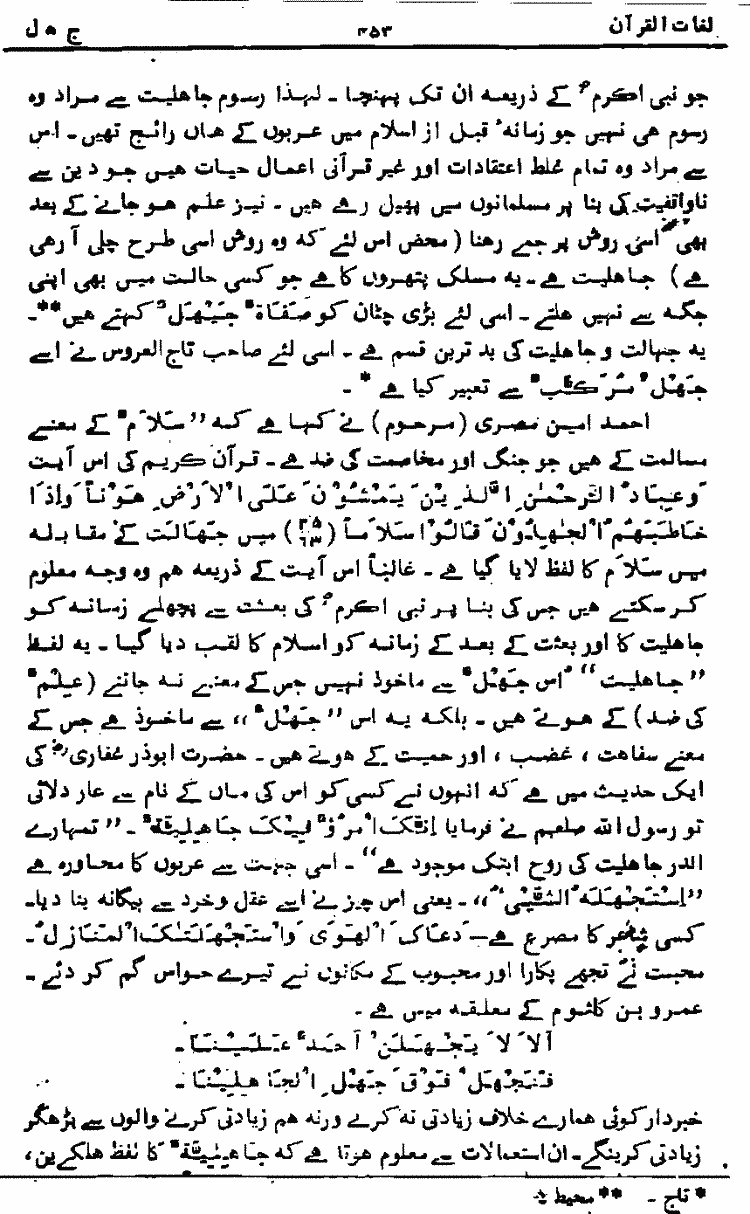 لغات القرآن ۴۵۳ ج ھ ل
جو نبی اکرمؐ کے ذریعہ ان تک پہنچا ۔ لہذا رسوم جاھلیت سے مراد وہ
رسوم ھی نہیں جو زمانہٴ قبل از اسلام میں عربوں کے ھاں رائج تھیں ۔ اس
سے مراد وہ تمام غلط اعتقادات اور غیر قرآنی اعمال حیات ھیں جو دین سے
ناواقفیت کی بنا پر مسلمانوں میں پھیل رہے ھیں ۔ نیز علم ھو جانے کے بعد
بھی اسی روش پر جمے رھنا ( محض اس لئے کہ وہ روش اسی طرح چلی آ رھی
ھے ) جاھلیت ھے ۔ یہ مسلک پتھروں کا ھے جو کسی حالت میں بھی اپنی
جگہ سے نہیں ھلتے ۔ اسی لئے بڑی چٹان کو صَفَاةٌ جَیْھَلٌ کہتے ھیں** ۔
یہ جہالت و جاھلیت کی بد ترین قسم ھے ۔ اسی لئے صاحب تاج العروس نے اسے
جَھْلٌ مُرَکَّبٌ سے تعبیر کیا ھے * ۔
احمد امین مصری ( مرحوم ) نے کہا ھے کہ ”سَلاَمٌ“ کے معنے
مسالمت کے ھیں جو جنگ اور مخاصمت کی ضد ھے ۔ قرآن کریم کی اس آیت
وَعِبَادُ الرَّحْمٰنِ الَّذِیْنَ یَمْشُوْنَ عَلَی الْاَرْضِ ھَوْنًا وَّاِذَا
خَاطَبَھُمُ الْجٰھِلُوْنَ قَالُوْا سَلاَمًا (۲۵/۶۳) میں جَھَالَت کے مقابلہ
میں سَلاَم کا لفظ لایا گیا ھے ۔ غالباً اس آیت کے ذریعہ ھم وہ وجہ معلوم
کر سکتے ھیں جس کی بنا پر نبی اکرمؐ کی بعثت سے پچھلے زمانہ کو
جاھلیت کا اور بعثت کے بعد کے زمانہ کو اسلام کا لقب دیا گیا ۔ یہ لفظ
”جاھلیت“ اس جَھْلٌ سے ماخوذ نہیں جس کے معنے نہ جاننے ( عِلْمٌ
کی ضد ) کے ھوتے ھیں ۔ بلکہ یہ اس ”جَھْلٌ“ سے ماخوذ ھے جس کے
معنے سفاھت ، غضب ، اور حمیت کے ھوتے ھیں ۔ حضرت ابوذر غفاریؓ کی
ایک حدیث میں ھے کہ انہوں نے کسی کو اس کی ماں کے نام سے عار دلائی
تو رسول اللہ صلعم نے فرمایا اِنَّکَ امْرُؤٌ فِیْکَ جَاھِلِیَّةٌ ۔ ”تمہارے
اندر جاھلیت کی روح ابتک موجود ھے“ ۔ اسی جہت سے عربوں کا محاورہ ھے
”اِسْتَجْھَلَہُ الشَّیْیُٔ“ ۔ یعنی اس چیز نے اسے عقل و خرد سے بیگانہ بنا دیا ۔
کسی شاعر کا مصرع ھے — دَعَاکَ الْھَوٰی وَاسْتَجْھَلَتْکَ الْمَنَازِلُ ۔
محبت نے تجھے پکارا اور محبوب کے مکانوں نے تیرے حواس گم کر دئے ۔
عمرو بن کلثوم کے معلقہ میں ھے ۔
اَلاَ لاَ یَجْھَلَنْ اَحَدٌ عَلَیْنَا ۔
فَنَجْھَلُ فَوْقَ جَھْلِ الْجَاھِلِیْنَا ۔
خبردار کوئی ھمارے خلاف زیادتی نہ کرے ورنہ ھم زیادتی کرنے والوں سے بڑھکر
زیادتی کرینگے ۔ ان استعمالات سے معلوم ھوتا ھے کہ جَاھِلِیَّةٌ کا لفظ ھلکے پن ،
* تاج ۔ ** محیط ۔